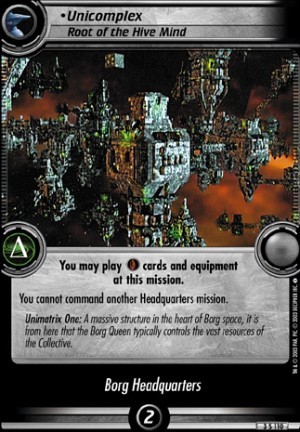 •Unicomplex
Root of the Hive Mind
Δ
You may play cards and equipment
at this mission.
You cannot command another Headquarters mission.
Unimatrix One: A massive structure in the heart of Borg space, it is
from here that the Borg Queen typically controls the vast resources of
the Collective.
Borg Headquarters
2